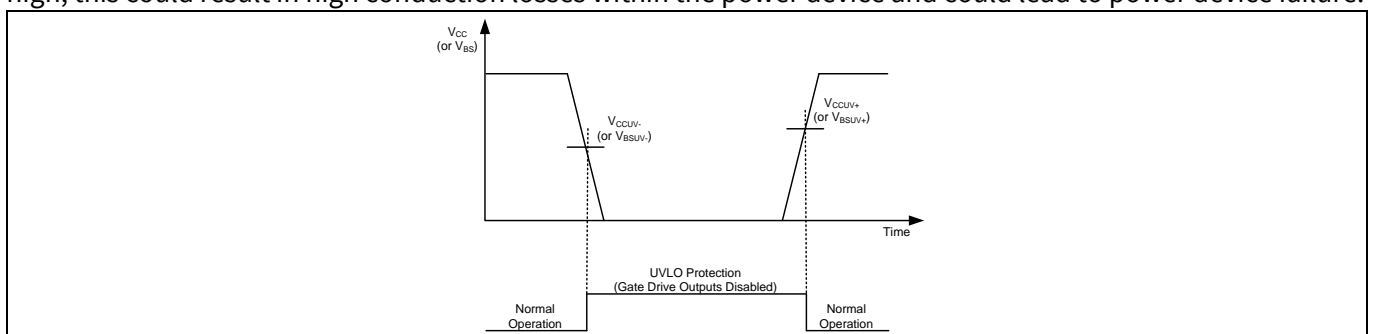 high; this could result in high conduction losses within the power device and could lead to power device failure.
VCC
(or VBS)
VCCUV-
(or VBSUV-)
VCCUV+
(or VBSUV+)
Time
UVLO Protection
(Gate Drive Outputs Disabled)
Normal
Operation
Normal
Operation